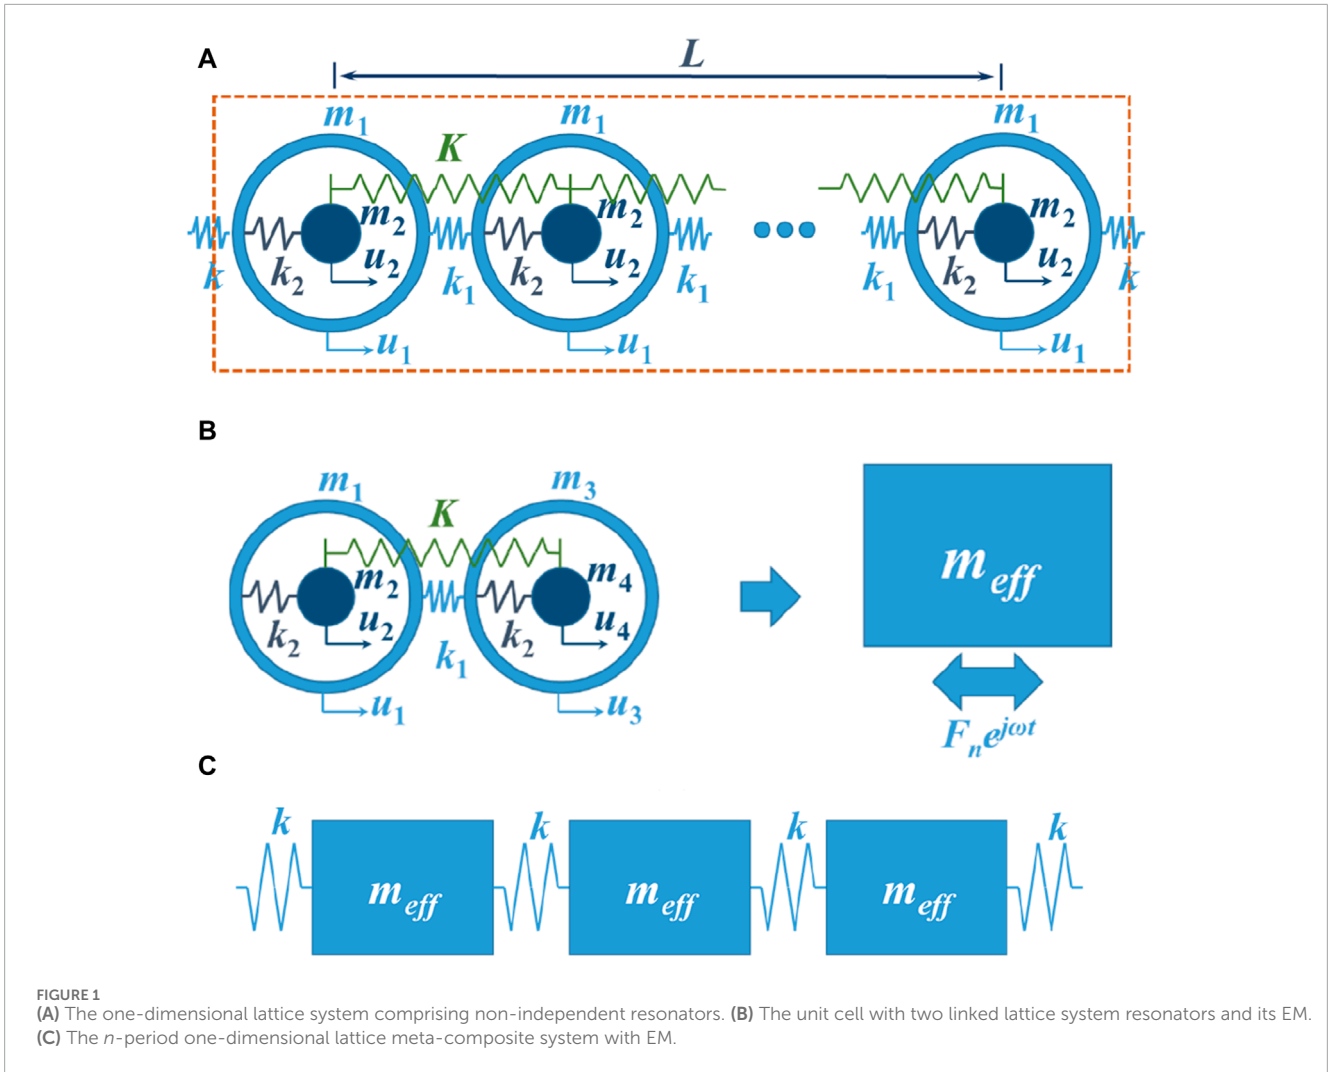 A
L
m1 m1 m1
K
m2 m2 m2
k k2 u2 k1 k2 u2 k1 k1 k2 u2 k
u1 u1 u1
B
m1 m3
K
m2 m4
k2 u2 k1 k2 u4
u1 u3
meff
Fn e^jωt
C
k k k k
meff meff meff
FIGURE 1
(A) The one-dimensional lattice system comprising non-independent resonators. (B) The unit cell with two linked lattice system resonators and its EM.
(C) The n-period one-dimensional lattice meta-composite system with EM.